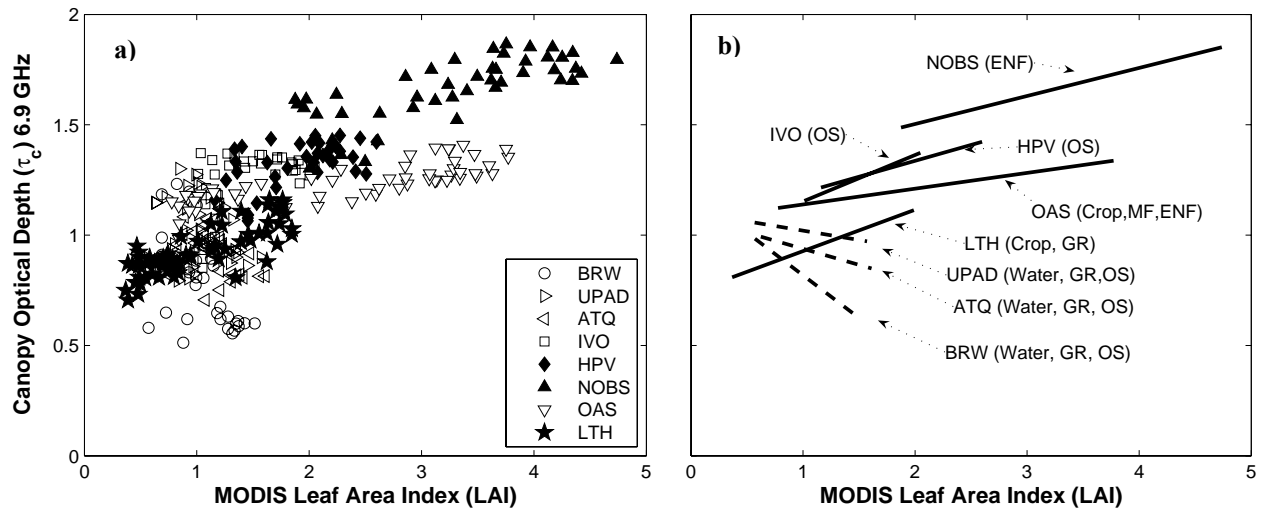 a)
Canopy Optical Depth (τc) 6.9 GHz
2
1.5
1
0.5
0
0 1 2 3 4 5
MODIS Leaf Area Index (LAI)
BRW
UPAD
ATQ
IVO
HPV
NOBS
OAS
LTH
b)
NOBS (ENF)
IVO (OS)
HPV (OS)
OAS (Crop,MF,ENF)
LTH (Crop, GR)
UPAD (Water, GR,OS)
ATQ (Water, GR, OS)
BRW (Water, GR, OS)
0 1 2 3 4 5
MODIS Leaf Area Index (LAI)